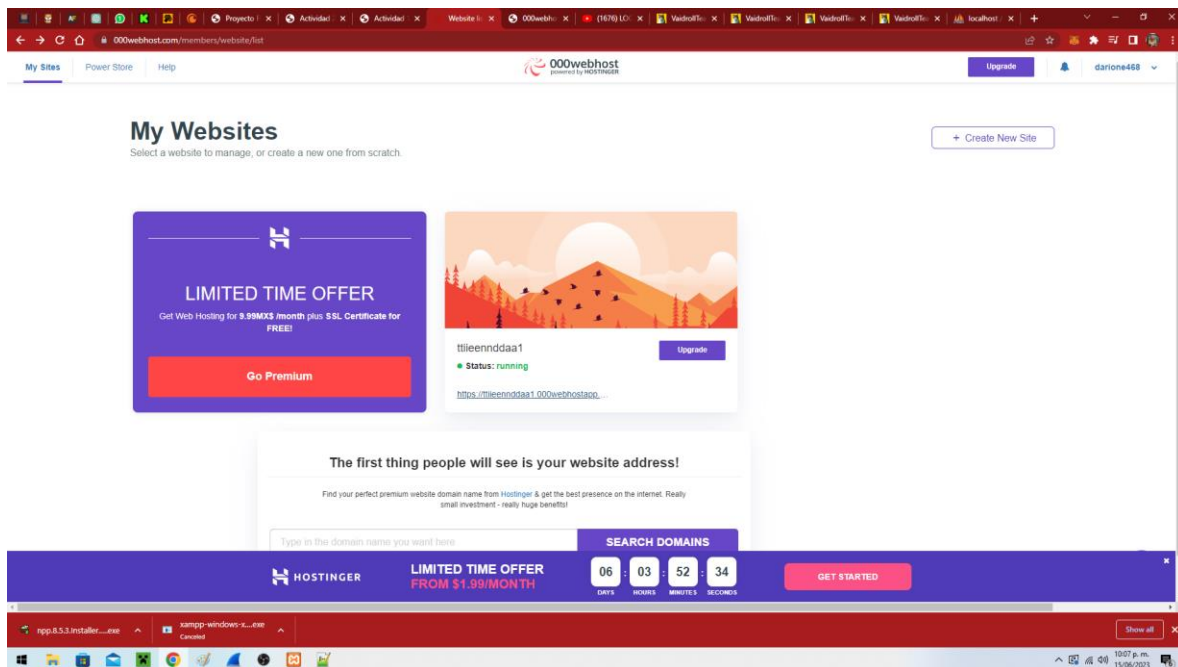 Proyecto
Actividad
Actividad
Website li
000webho
(1676) LO
VaidrollTe
VaidrollTe
VaidrollTe
VaidrollTe
localhost /
000webhost.com/members/website/list
My Sites
Power Store
Help
000webhost
powered by HOSTINGER
Upgrade
darione468
My Websites
Select a website to manage, or create a new one from scratch.
+ Create New Site
LIMITED TIME OFFER
Get Web Hosting for 9.99MX$ /month plus SSL Certificate for
FREE!
Go Premium
ttiieennddaa1
Upgrade
Status: running
https://ttiieennddaa1.000webhostapp....
The first thing people will see is your website address!
Find your perfect premium website domain name from Hostinger & get the best presence on the internet. Really
small investment - really huge benefits!
Type in the domain name you want here
SEARCH DOMAINS
HOSTINGER
LIMITED TIME OFFER
FROM $1.99/MONTH
06 : 03 : 52 : 34
DAYS HOURS MINUTES SECONDS
GET STARTED
npp.8.5.3.Installer....exe
xampp-windows-x....exe
Canceled
Show all
10:07 p. m.
15/06/2023